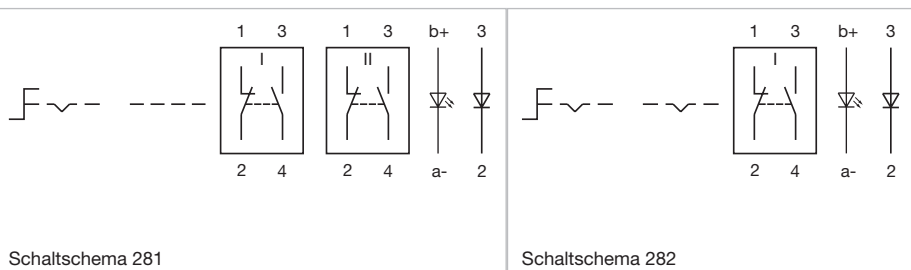 1 3 1 3 b+ 3 1 3 b+ 3
I II I
2 4 2 4 a- 2 2 4 a- 2
Schaltschema 281 Schaltschema 282